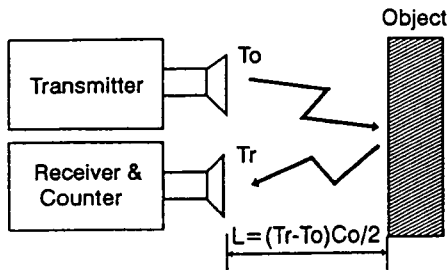 Object
To
Transmitter
Tr
Receiver &
Counter
L=(Tr-To)Co/2